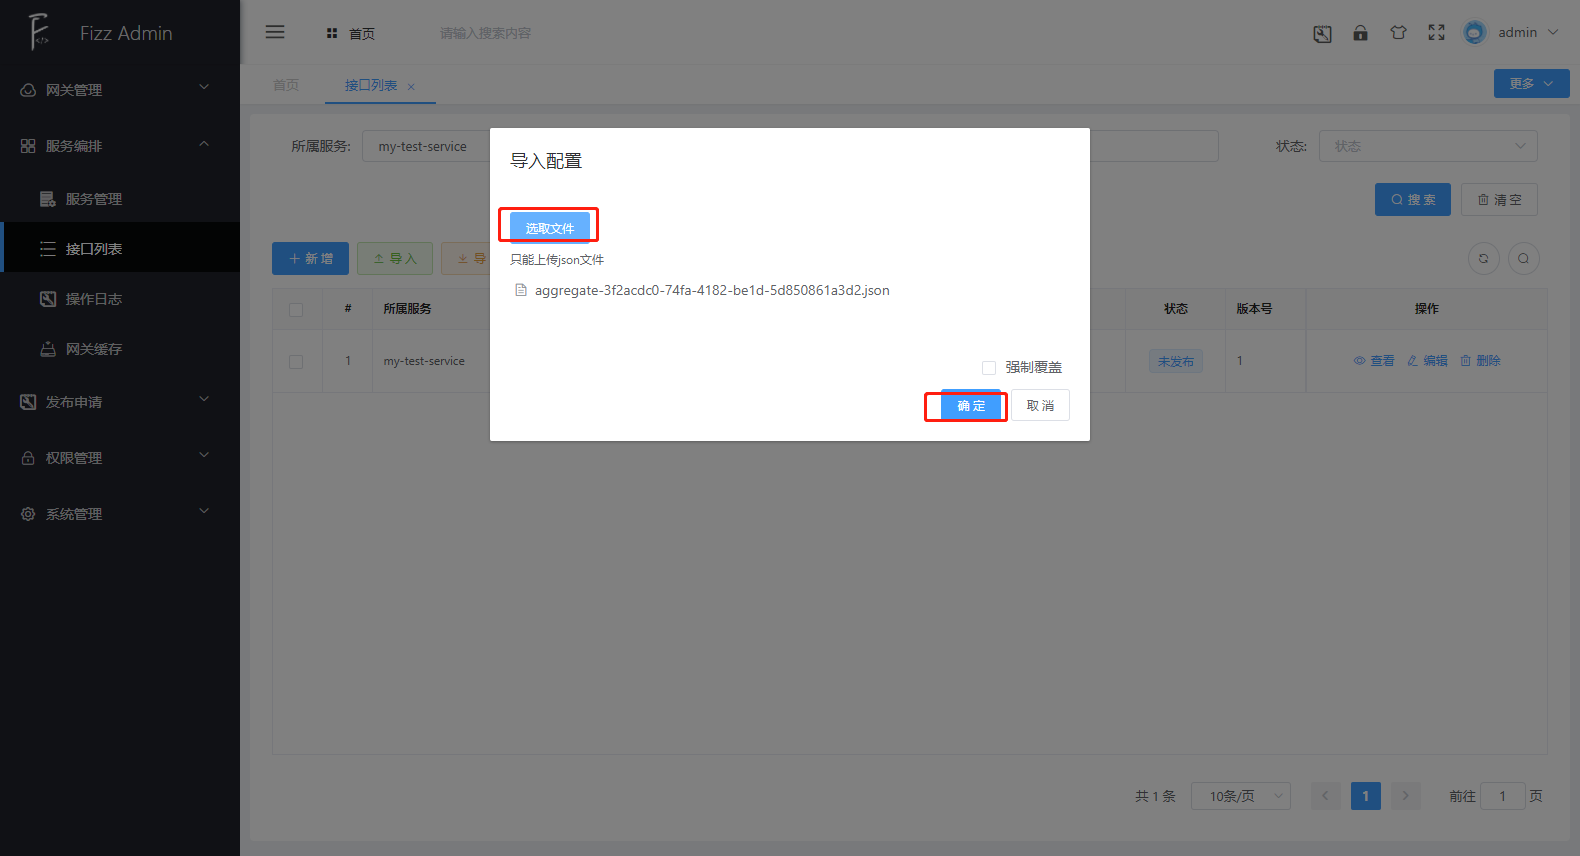 Fizz Admin
首页
请输入搜索内容
admin
网关管理
服务编排
服务管理
接口列表
操作日志
网关缓存
发布申请
权限管理
系统管理
首页
接口列表 ×
更多
所属服务: my-test-service
状态: 状态
搜索
清空
新增
导入
导
导入配置
选取文件
只能上传json文件
aggregate-3f2acdc0-74fa-4182-be1d-5d850861a3d2.json
强制覆盖
确定
取消
# 所属服务 状态 版本号 操作
1 my-test-service 未发布 1 查看 编辑 删除
共 1 条 10条/页 1 前往 1 页